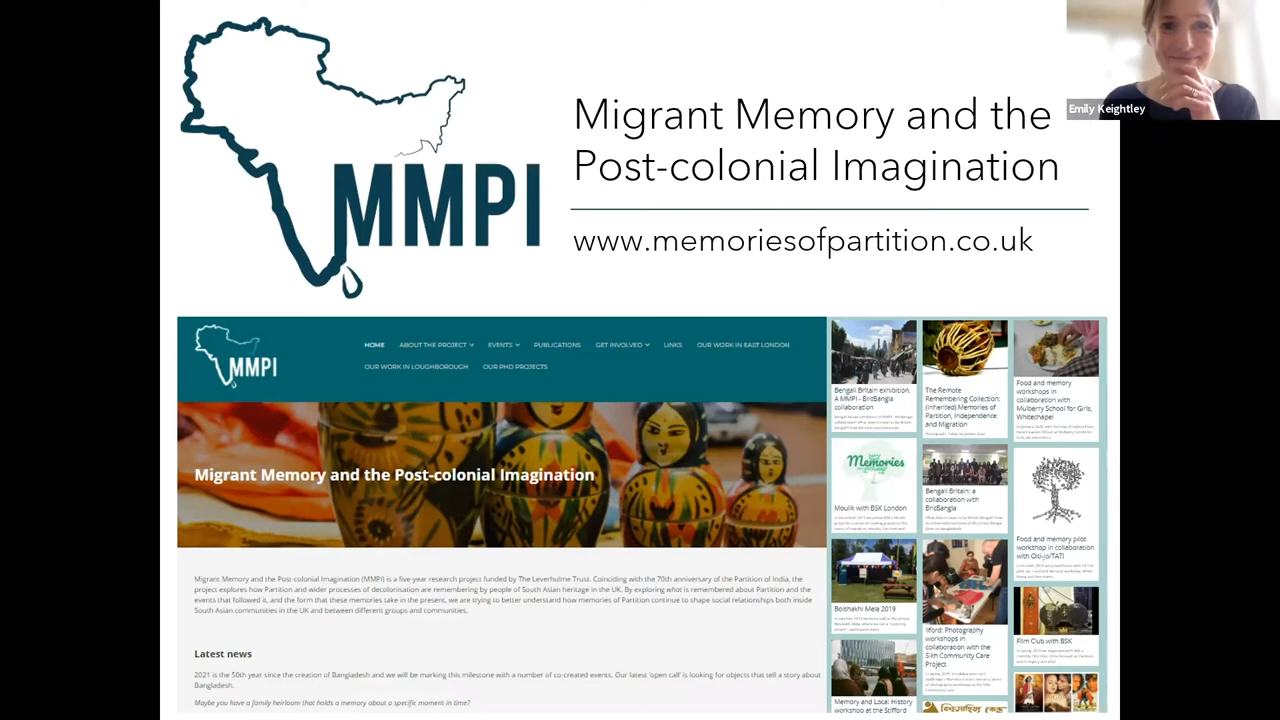 Emily Keightley
Migrant Memory and the
Post-colonial Imagination
www.memoriesofpartition.co.uk
MMPI
MMPI
HOME ABOUT THE PROJECT EVENTS PUBLICATIONS GET INVOLVED LINKS OUR WORK IN EAST LONDON
OUR WORK IN LOUGHBOROUGH OUR PHD PROJECTS
Migrant Memory and the Post-colonial Imagination
Migrant Memory and the Post-colonial Imagination (MMPI) is a five-year research project funded by The Leverhulme Trust. Coinciding with the 70th anniversary of the Partition of India, the
project explores how Partition and wider processes of decolonisation are remembering by people of South Asian heritage in the UK. By exploring what is remembered about Partition and the
events that followed it, and the form that these memories take in the present, we are trying to better understand how memories of Partition continue to shape social relationships both inside
South Asian communities in the UK and between different groups and communities.
Latest news
2021 is the 50th year since the creation of Bangladesh and we will be marking this milestone with a number of co-created events. Our latest 'open call' is looking for objects that tell a story about
Bangladesh.
Maybe you have a family heirloom that holds a memory about a specific moment in time?
Bengali Britain exhibition.
A MMPI - BritBangla
collaboration
Memories
Moulik with BSK London
Boishakhi Mela 2019
Memory and Local History
workshop at the Stifford
The Remote
Remembering Collection:
(Inherited) Memories of
Partition, Independence
and Migration
Bengali Britain: a
collaboration with
BritBangla
Ilford: Photography
workshops in
collaboration with the
Sikh Community Care
Project
বিশ্বসাহিত্য কেন্দ্র
Food and memory
workshops in
collaboration with
Mulberry School for Girls,
Whitechapel
Food and memory pilot
workshop in collaboration
with Oiti-Jo/TATI
Film Club with BSK